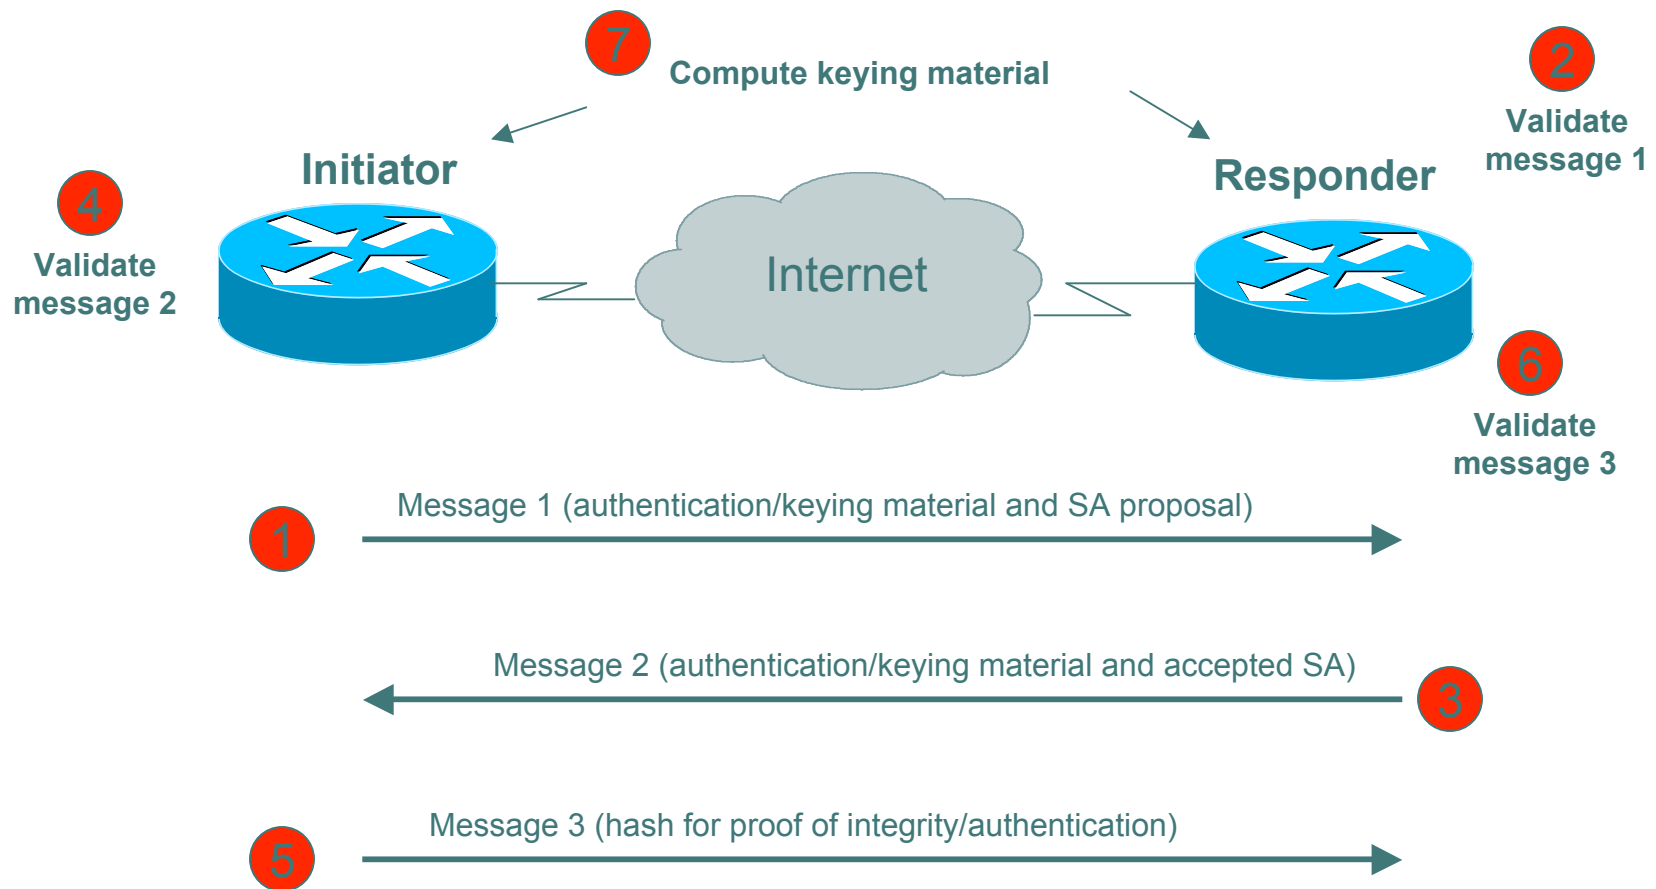 7
Compute keying material
2
Validate
message 1
Initiator
Responder
4
Validate
message 2
Internet
6
Validate
message 3
Message 1 (authentication/keying material and SA proposal)
1
Message 2 (authentication/keying material and accepted SA)
3
Message 3 (hash for proof of integrity/authentication)
5